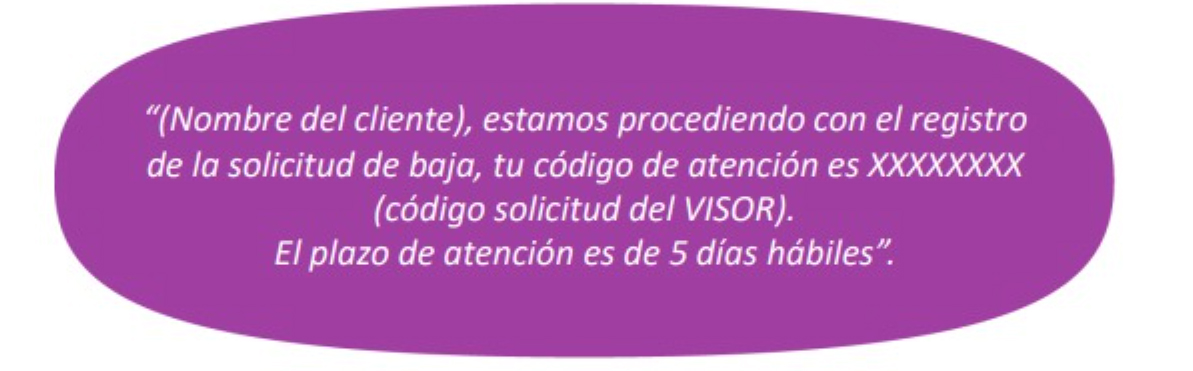 “(Nombre del cliente), estamos procediendo con el registro
de la solicitud de baja, tu código de atención es XXXXXXXX
(código solicitud del VISOR).
El plazo de atención es de 5 días hábiles”.